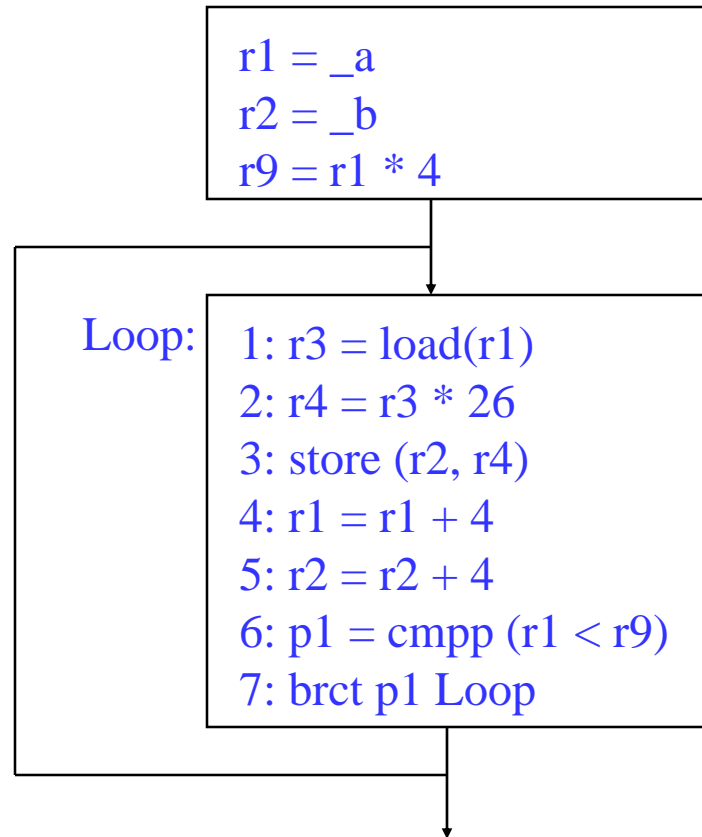 r1 = _a
r2 = _b
r9 = r1 * 4
Loop:
1: r3 = load(r1)
2: r4 = r3 * 26
3: store (r2, r4)
4: r1 = r1 + 4
5: r2 = r2 + 4
6: p1 = cmpp (r1 < r9)
7: brct p1 Loop